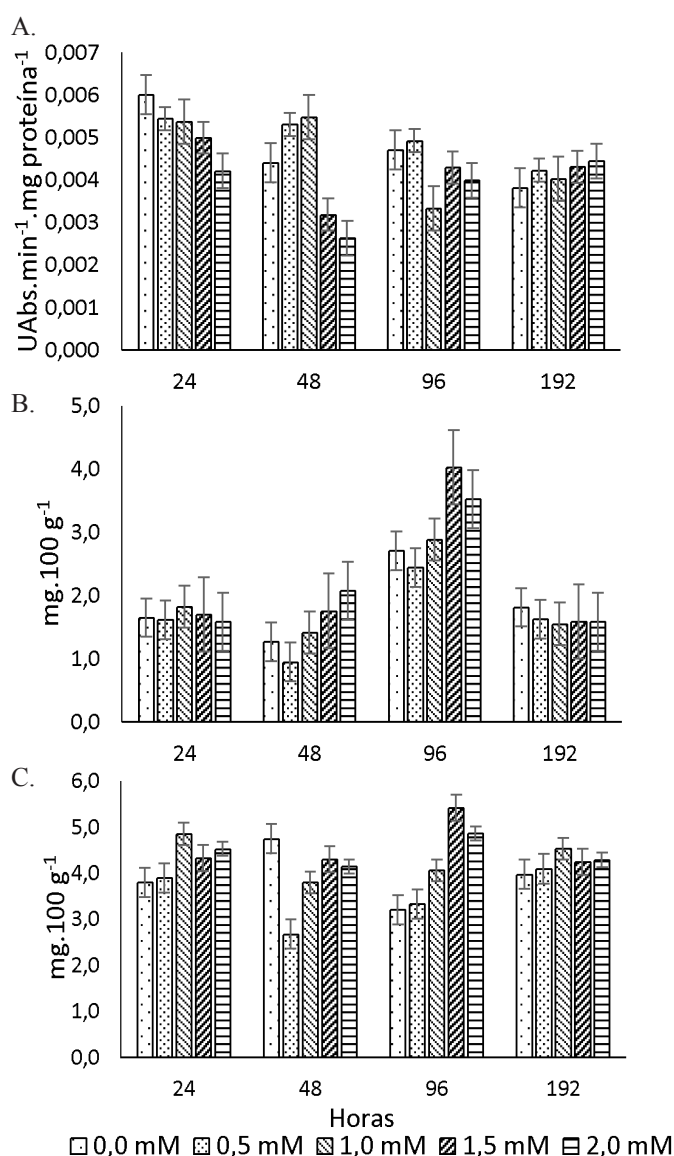 A.
UAbs.min⁻¹.mg proteína⁻¹
0,007
0,006
0,005
0,004
0,003
0,002
0,001
0,000
24 48 96 192
B.
mg.100 g⁻¹
5,0
4,0
3,0
2,0
1,0
0,0
24 48 96 192
C.
mg.100 g⁻¹
6,0
5,0
4,0
3,0
2,0
1,0
0,0
24 48 96 192
Horas
0,0 mM 0,5 mM 1,0 mM 1,5 mM 2,0 mM